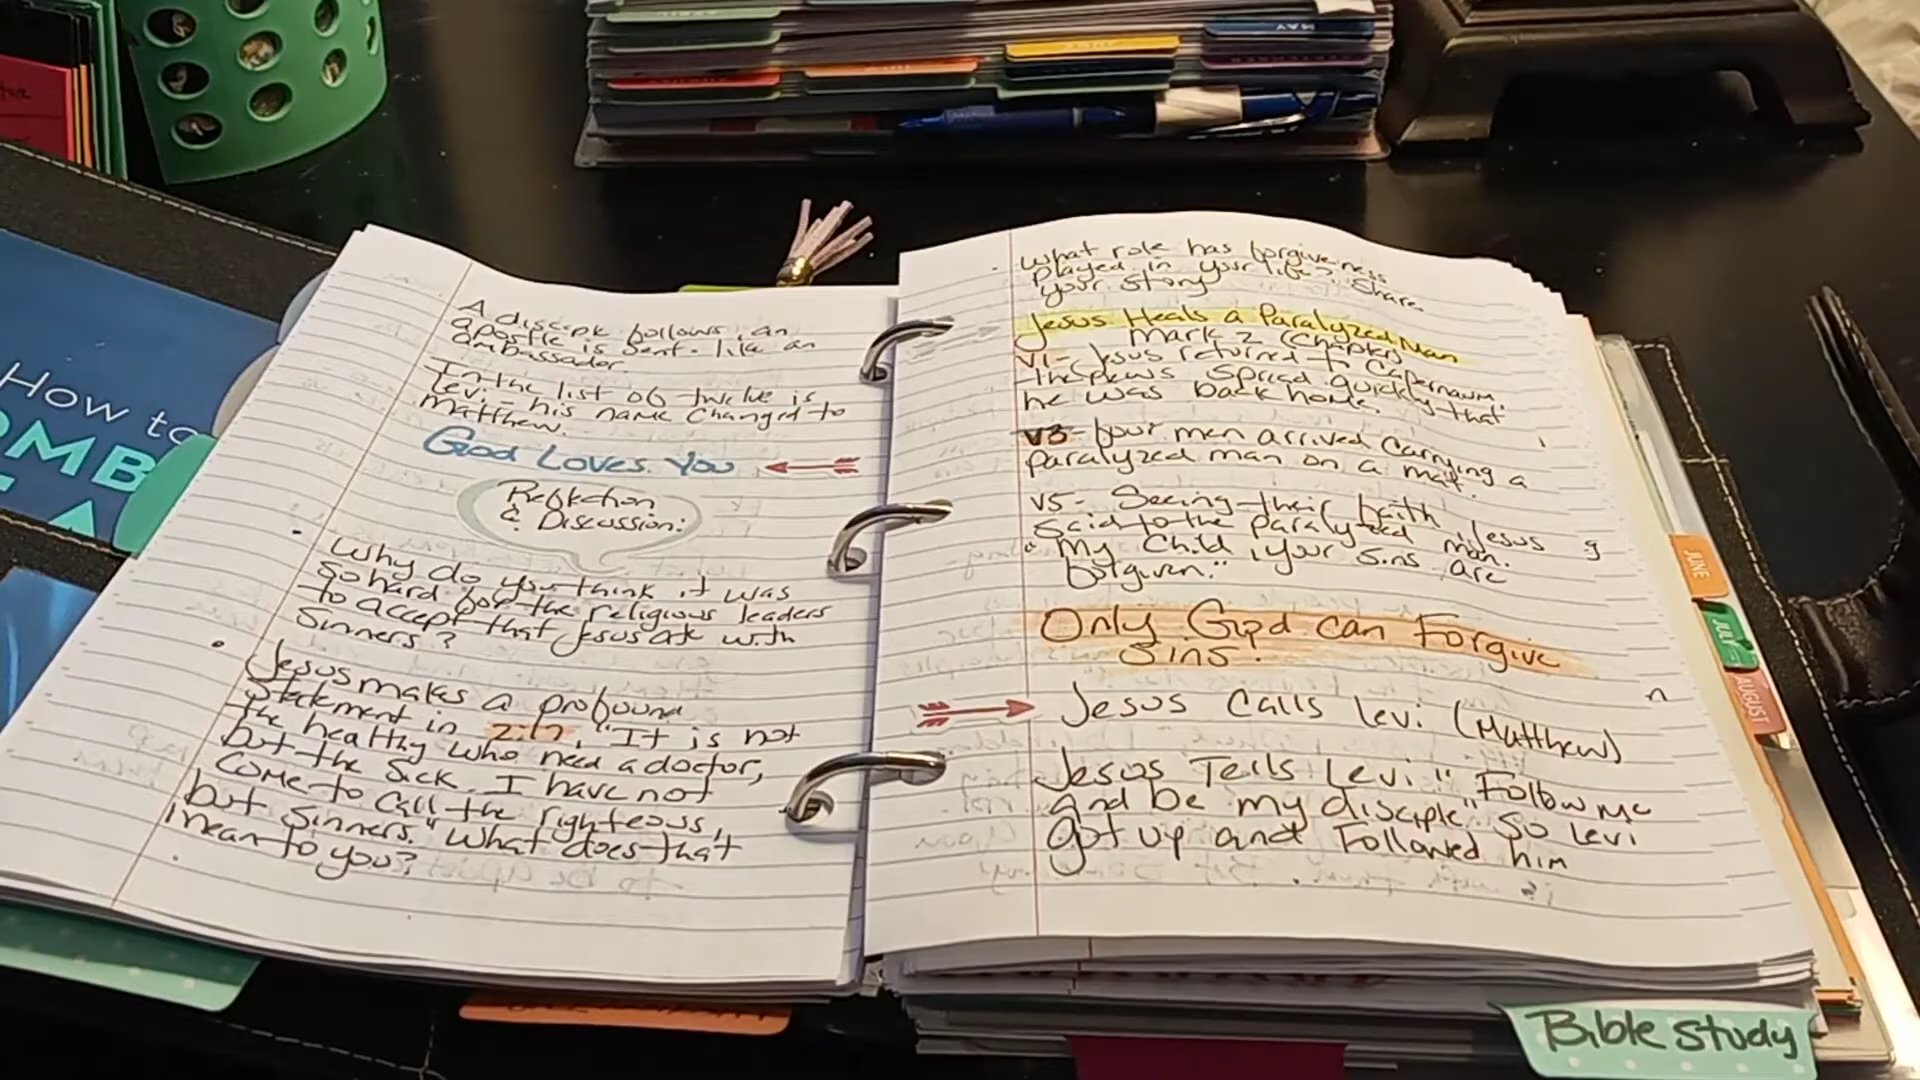 How to
OMB
MAY
A disciple follows, an
apostle is sent. like an
ambassador
In the list of twelve is
Levi - his name changed to
Matthew.
God Loves You
Reflection
& Discussion:
Why do you think it was
so hard for the religious leaders
to accept that Jesus ate with
sinners?
Jesus makes a profound
statement in 2:17, "It is not
the healthy who need a doctor,
but the sick. I have not
come to call the righteous,
but sinners." What does that
mean to you?
What role has forgiveness
played in your life? Share
your story
Jesus Heals a Paralyzed Man
Mark 2 (Chapter)
V1- Jesus returned to Capernaum.
the news spread quickly that
he was back home.
V3- four men arrived carrying a
paralyzed man on a mat.
V5- Seeing their faith, Jesus
said to the paralyzed man.
"My child, your sins are
forgiven."
Only God can Forgive
Sins.
Jesus Calls Levi (Matthew)
Jesus Tells Levi "Follow me
and be my disciple" So Levi
got up and Followed him
JUNE
JULY
AUGUST
Bible Study